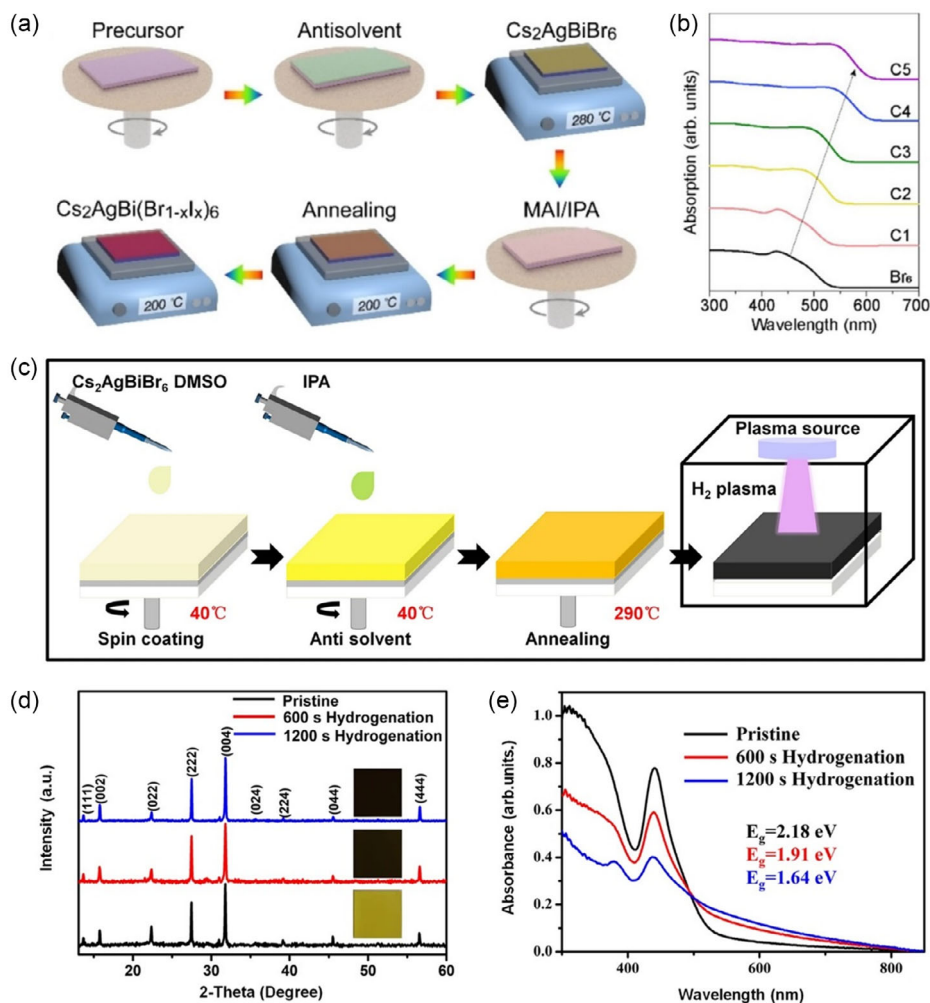 (a)
Precursor
Antisolvent
Cs₂AgBiBr₆
280 °C
Cs₂AgBi(Br₁₋ₓIₓ)₆
Annealing
MAI/IPA
200 °C
200 °C
(b)
Absorption (arb. units)
C5
C4
C3
C2
C1
Br₆
300 400 500 600 700
Wavelength (nm)
(c)
Cs₂AgBiBr₆ DMSO
IPA
Plasma source
H₂ plasma
40℃
40℃
290℃
Spin coating
Anti solvent
Annealing
(d)
Pristine
600 s Hydrogenation
1200 s Hydrogenation
Intensity (a.u.)
(111)
(002)
(022)
(222)
(004)
(024)
(224)
(044)
(444)
20 30 40 50 60
2-Theta (Degree)
(e)
Absorbance (arb.units.)
1.0
0.8
0.6
0.4
0.2
0.0
Pristine
600 s Hydrogenation
1200 s Hydrogenation
E_g=2.18 eV
E_g=1.91 eV
E_g=1.64 eV
400 600 800
Wavelength (nm)